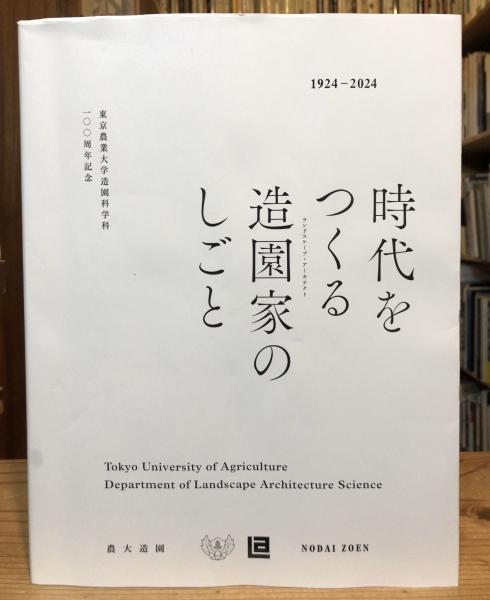 1924–2024
時代を
つくる
造園家の
ランドスケープ・アーキテクト
しごと
東京農業大学造園科学科
一〇〇周年記念
Tokyo University of Agriculture
Department of Landscape Architecture Science
農大造園
NODAI ZOEN